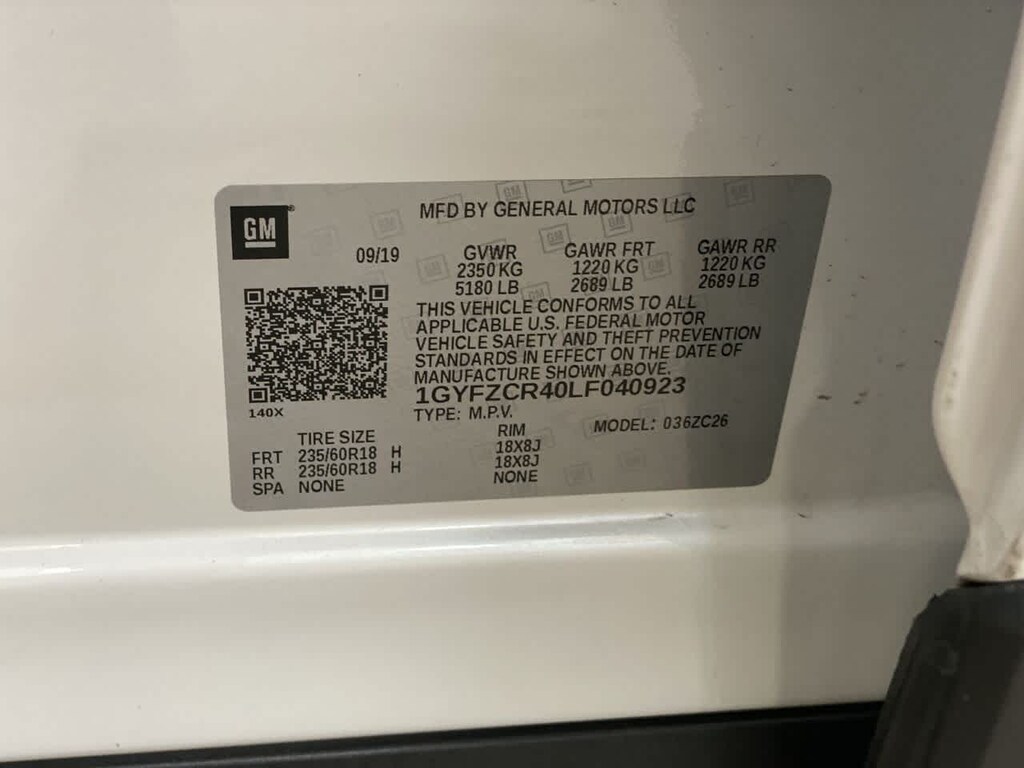 GM
MFD BY GENERAL MOTORS LLC
09/19 GVWR GAWR FRT GAWR RR
2350 KG 1220 KG 1220 KG
5180 LB 2689 LB 2689 LB
THIS VEHICLE CONFORMS TO ALL
APPLICABLE U.S. FEDERAL MOTOR
VEHICLE SAFETY AND THEFT PREVENTION
STANDARDS IN EFFECT ON THE DATE OF
MANUFACTURE SHOWN ABOVE.
1GYFZCR40LF040923
140X
TYPE: M.P.V.
MODEL: 036ZC26
TIRE SIZE RIM
FRT 235/60R18 H 18X8J
RR 235/60R18 H 18X8J
SPA NONE NONE